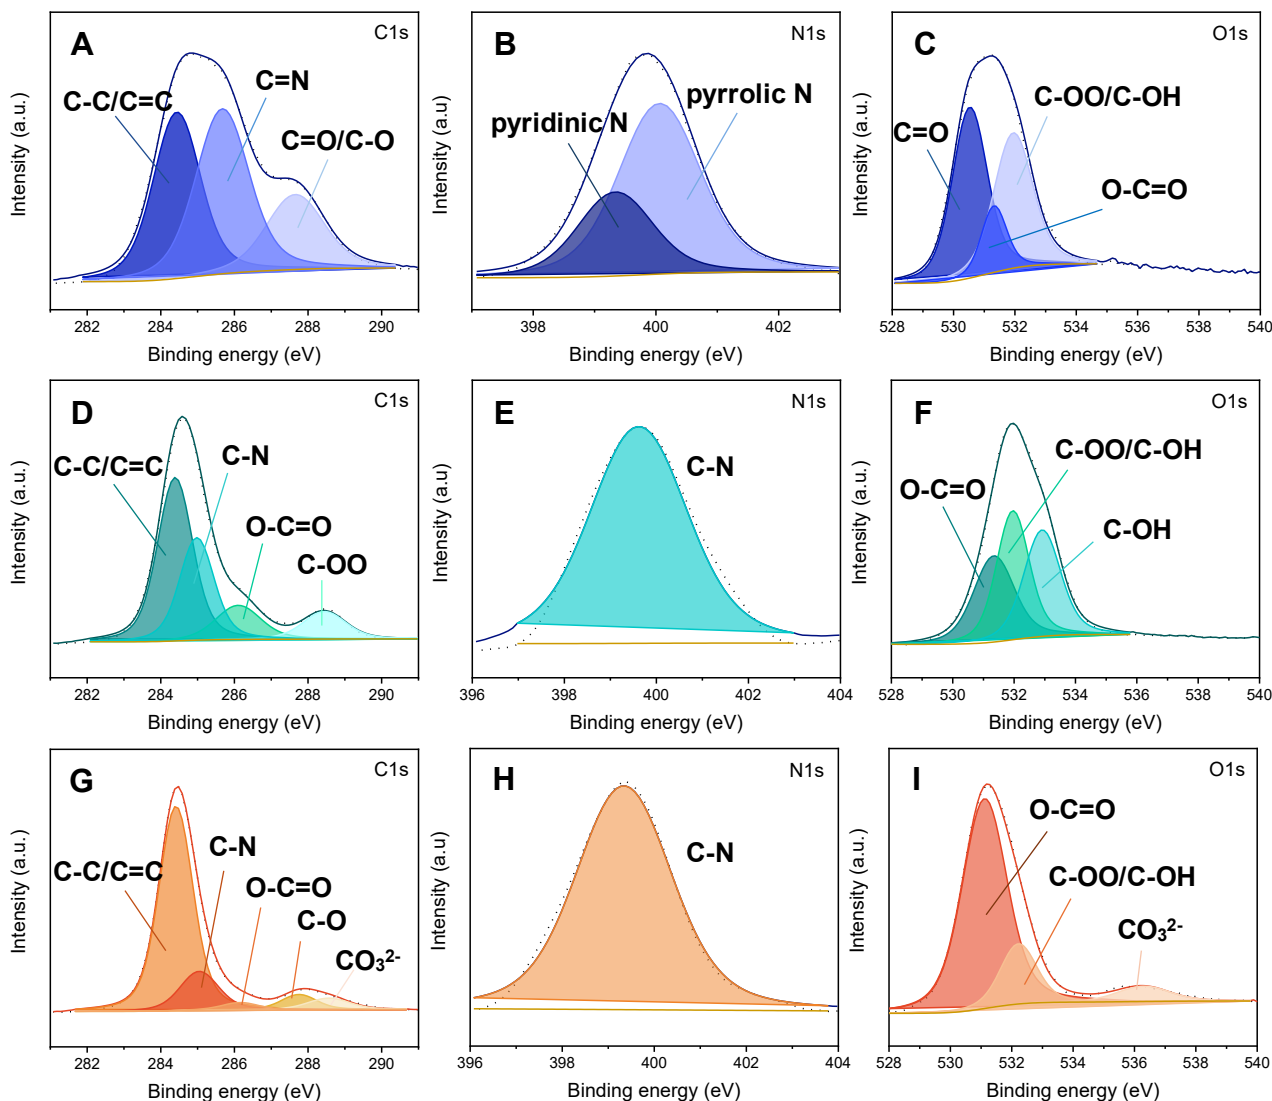 A
C1s
C=N
C-C/C=C
C=O/C-O
Intensity (a.u.)
282 284 286 288 290
Binding energy (eV)
B
N1s
pyrrolic N
pyridinic N
Intensity (a.u)
398 400 402
Binding energy (eV)
C
O1s
C-OO/C-OH
C=O
O-C=O
Intensity (a.u.)
528 530 532 534 536 538 540
Binding energy (eV)
D
C1s
C-C/C=C
C-N
O-C=O
C-OO
Intensity (a.u.)
282 284 286 288 290
Binding energy (eV)
E
N1s
C-N
Intensity (a.u)
396 398 400 402 404
Binding energy (eV)
F
O1s
C-OO/C-OH
O-C=O
C-OH
Intensity (a.u.)
528 530 532 534 536 538 540
Binding energy (eV)
G
C1s
C-N
C-C/C=C
O-C=O
C-O
CO₃²⁻
Intensity (a.u.)
282 284 286 288 290
Binding energy (eV)
H
N1s
C-N
Intensity (a.u)
396 398 400 402 404
Binding energy (eV)
I
O1s
O-C=O
C-OO/C-OH
CO₃²⁻
Intensity (a.u.)
528 530 532 534 536 538 540
Binding energy (eV)